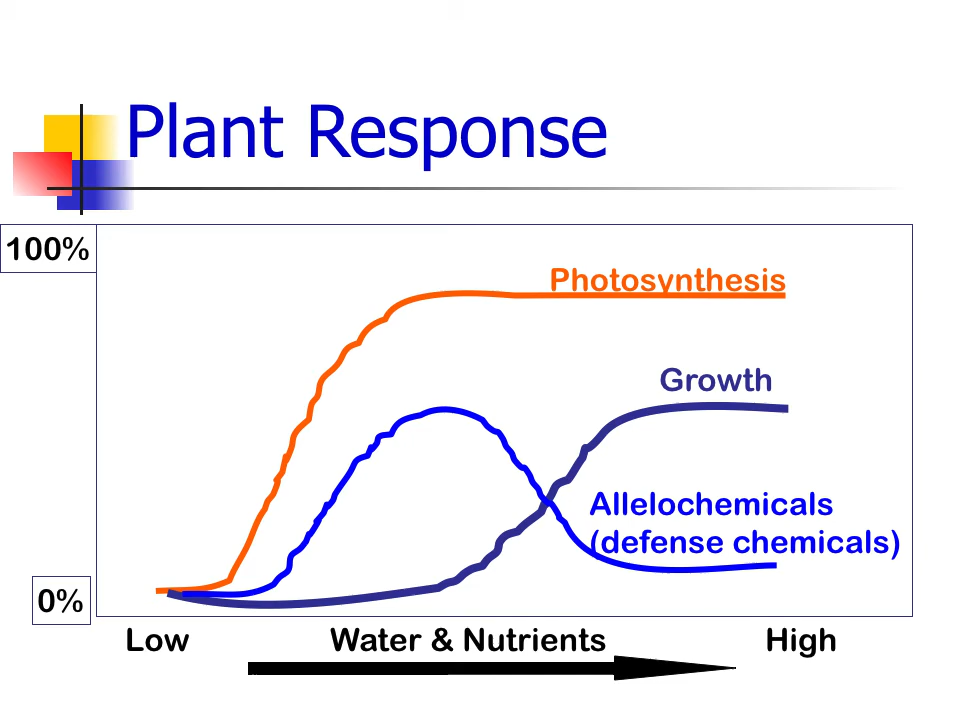 Plant Response
100%
Photosynthesis
Growth
Allelochemicals
(defense chemicals)
0%
Low Water & Nutrients High